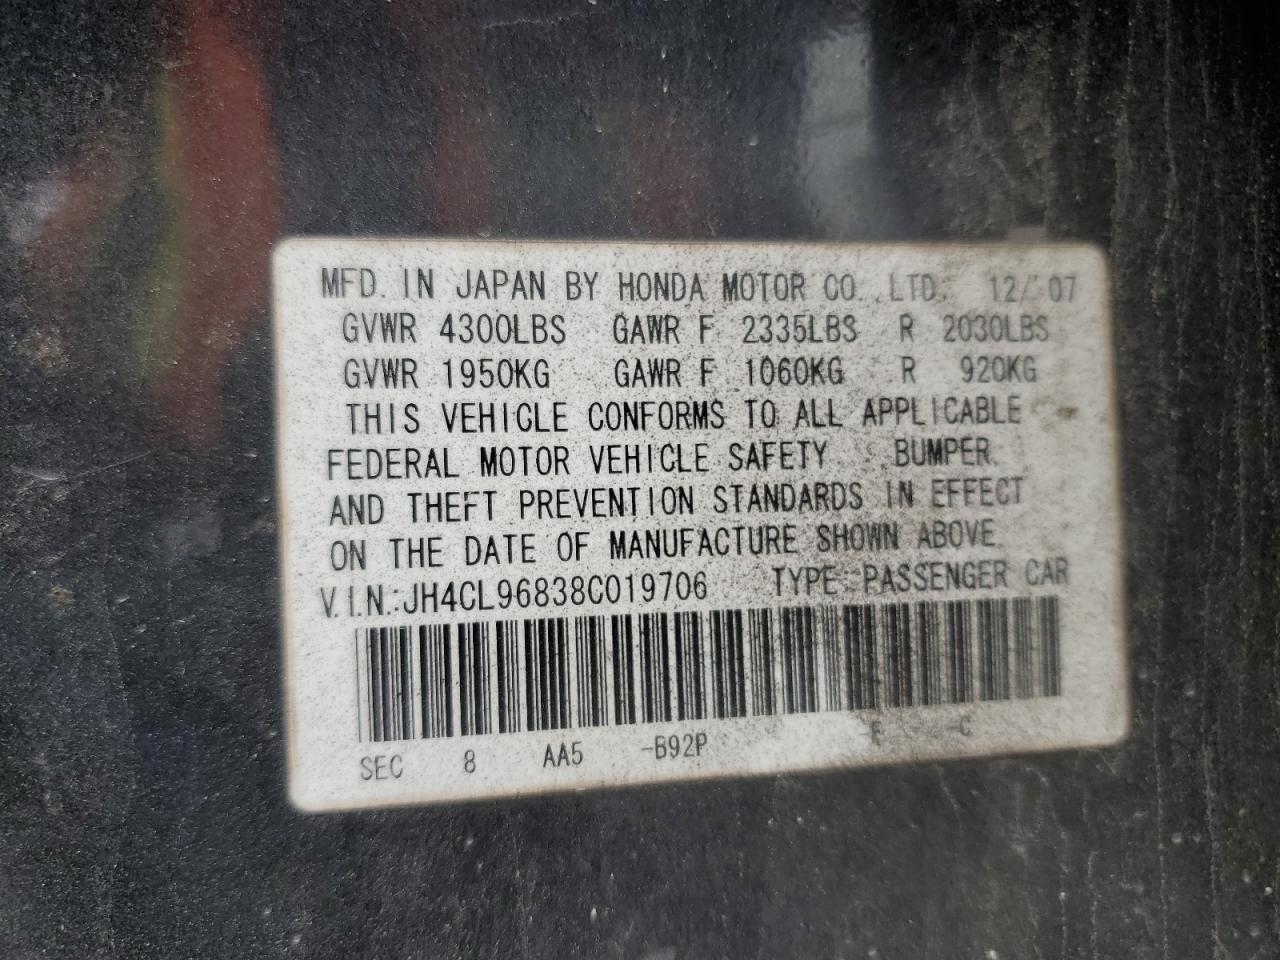 MFD. IN JAPAN BY HONDA MOTOR CO.,LTD. 12/07
GVWR 4300LBS GAWR F 2335LBS R 2030LBS
GVWR 1950KG GAWR F 1060KG R 920KG
THIS VEHICLE CONFORMS TO ALL APPLICABLE
FEDERAL MOTOR VEHICLE SAFETY BUMPER,
AND THEFT PREVENTION STANDARDS IN EFFECT
ON THE DATE OF MANUFACTURE SHOWN ABOVE.
V.I.N.:JH4CL96838C019706 TYPE:PASSENGER CAR
SEC 8 AA5 -B92P -E -C